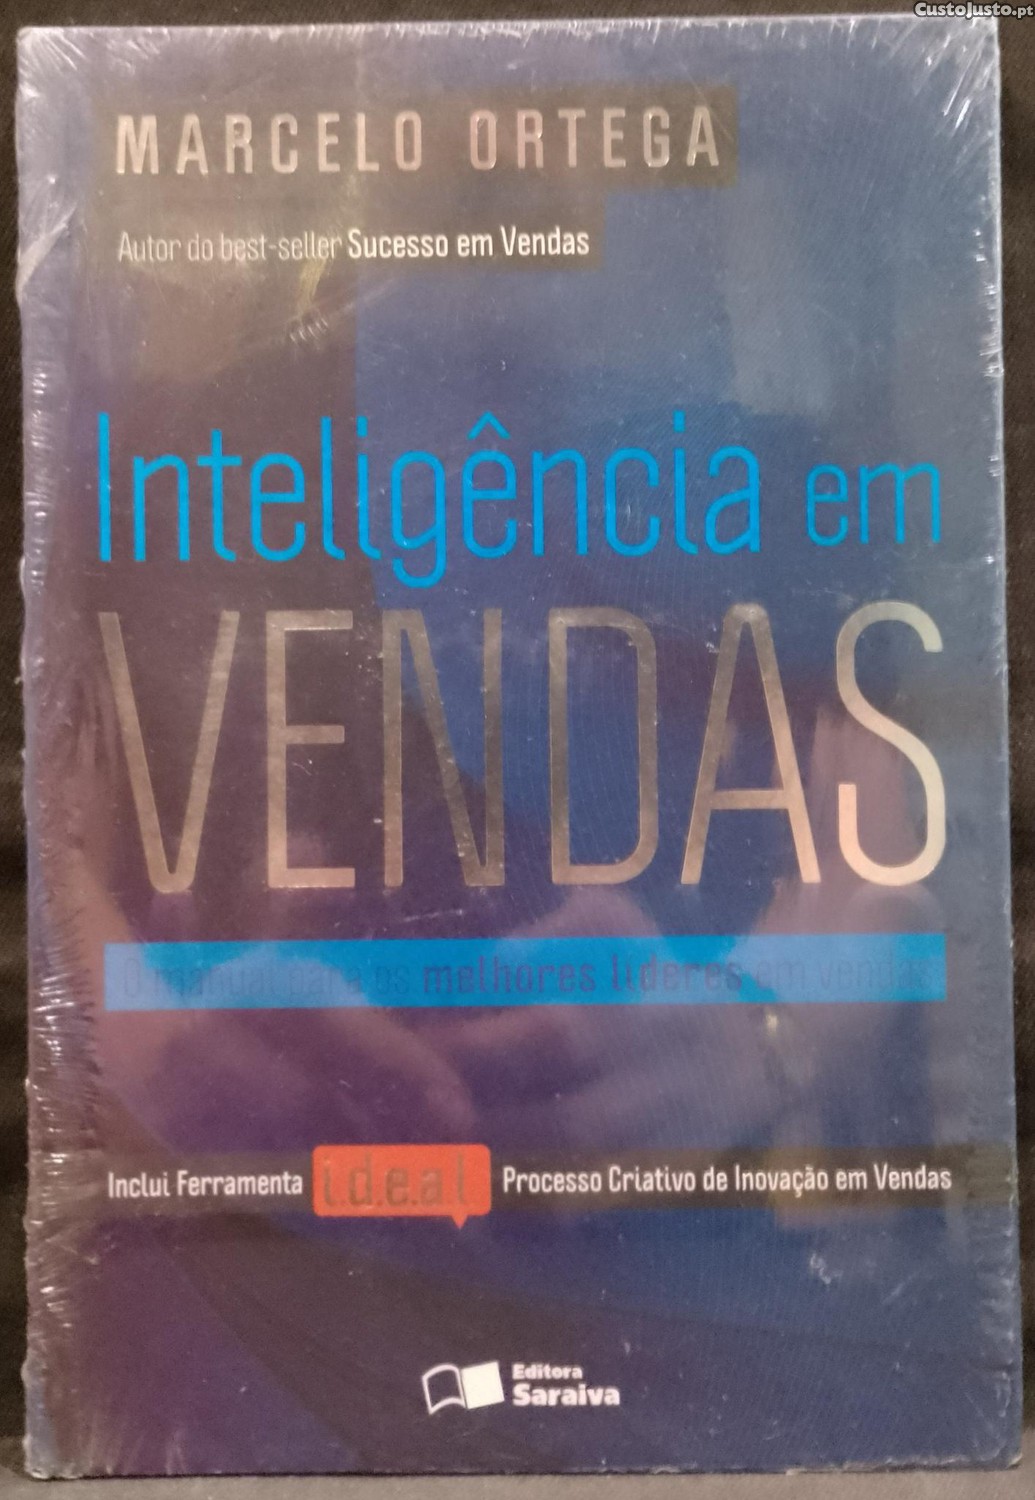 CustoJusto.pt
MARCELO ORTEGA
Autor do best-seller Sucesso em Vendas
Inteligência em
VENDAS
O manual para os melhores líderes em vendas
Inclui Ferramenta i.d.e.a.l. Processo Criativo de Inovação em Vendas
Editora
Saraiva